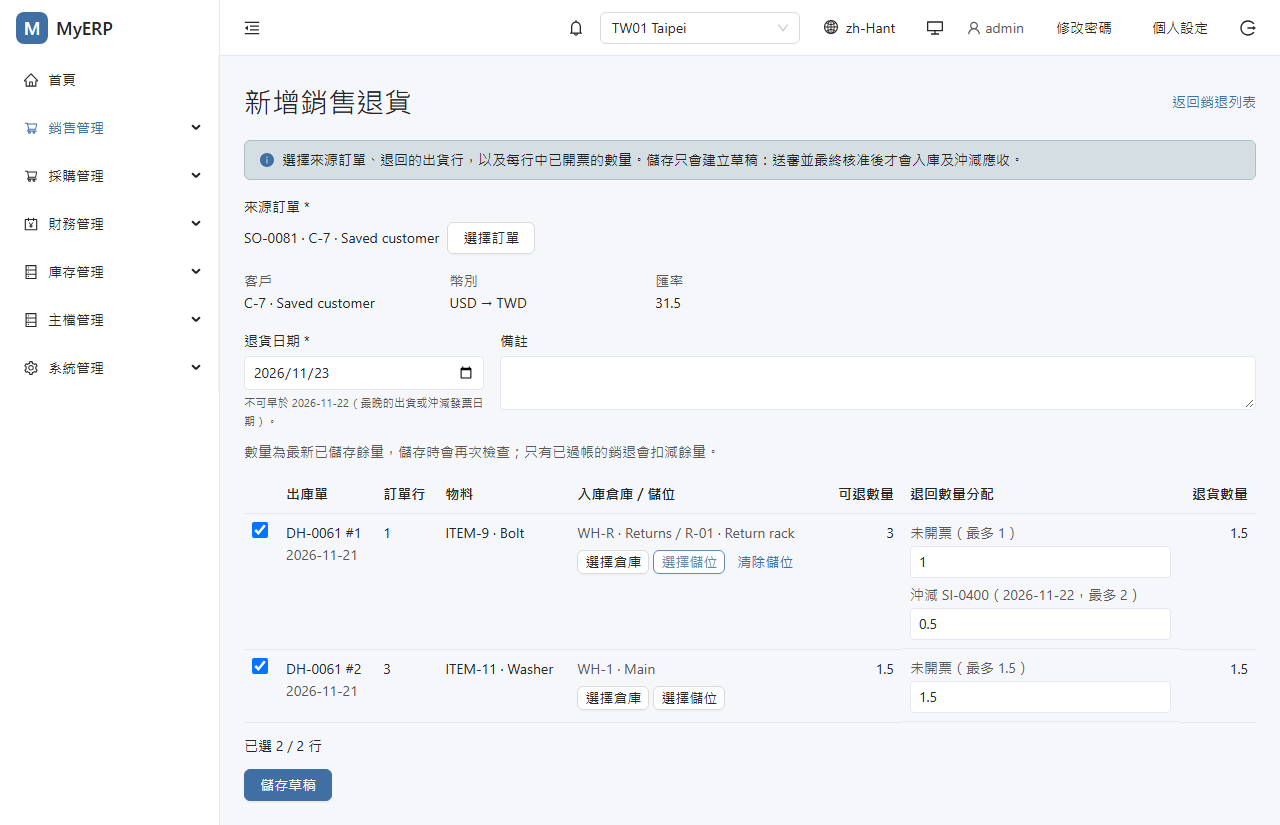 M MyERP
TW01 Taipei
zh-Hant
admin
修改密碼
個人設定
首頁
銷售管理
採購管理
財務管理
庫存管理
主檔管理
系統管理
新增銷售退貨
返回銷退列表
選擇來源訂單、退回的出貨行，以及每行中已開票的數量。儲存只會建立草稿；送審並最終核准後才會入庫及沖減應收。
來源訂單 *
SO-0081 · C-7 · Saved customer 選擇訂單
客戶 幣別 匯率
C-7 · Saved customer USD → TWD 31.5
退貨日期 * 備註
2026/11/23
不可早於 2026-11-22（最晚的出貨或沖減發票日
期）。
數量為最新已儲存餘量，儲存時會再次檢查；只有已過帳的銷退會扣減餘量。
出庫單 訂單行 物料 入庫倉庫 / 儲位 可退數量 退回數量分配 退貨數量
DH-0061 #1 1 ITEM-9 · Bolt WH-R · Returns / R-01 · Return rack 3 未開票（最多 1） 1.5
2026-11-21 選擇倉庫 選擇儲位 清除儲位 1
沖減 SI-0400（2026-11-22，最多 2）
0.5
DH-0061 #2 3 ITEM-11 · Washer WH-1 · Main 1.5 未開票（最多 1.5） 1.5
2026-11-21 選擇倉庫 選擇儲位 1.5
已選 2 / 2 行
儲存草稿